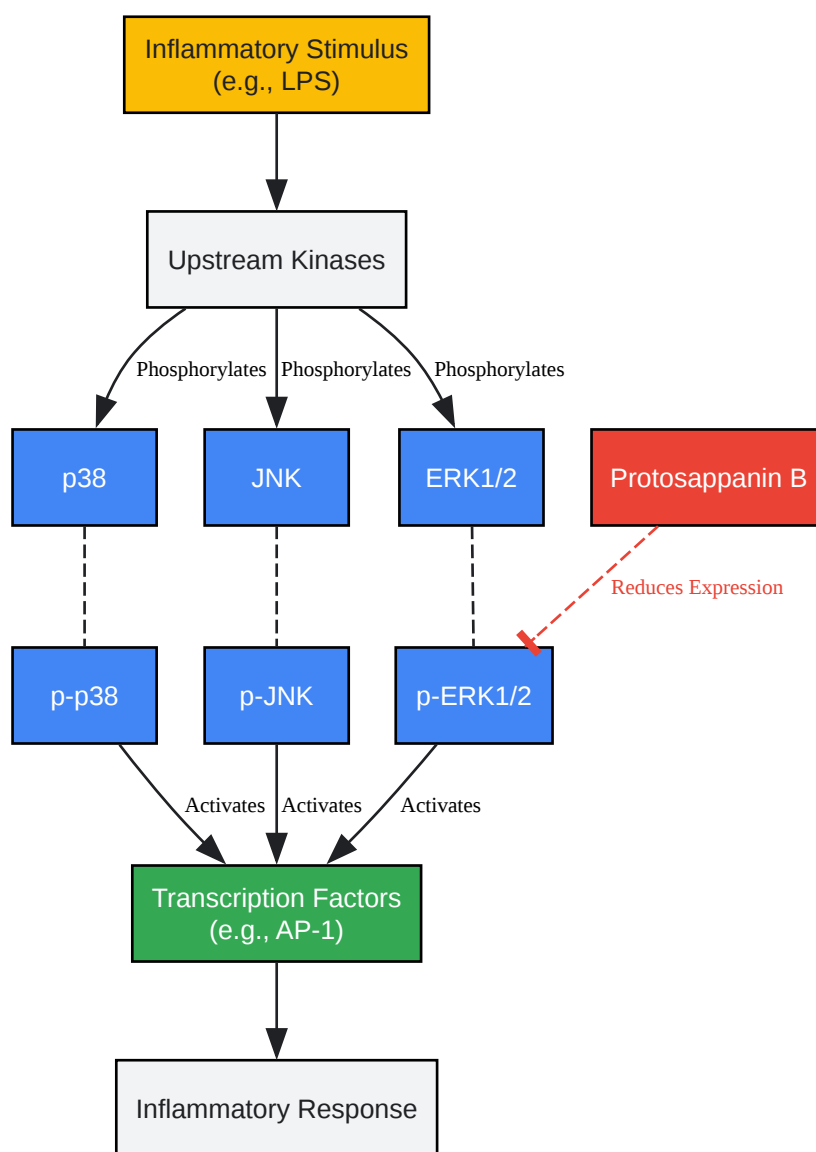 Inflammatory Stimulus
(e.g., LPS)
Upstream Kinases
Phosphorylates
Phosphorylates
Phosphorylates
p38
JNK
ERK1/2
Protosappanin B
Reduces Expression
p-p38
p-JNK
p-ERK1/2
Activates
Activates
Activates
Transcription Factors
(e.g., AP-1)
Inflammatory Response